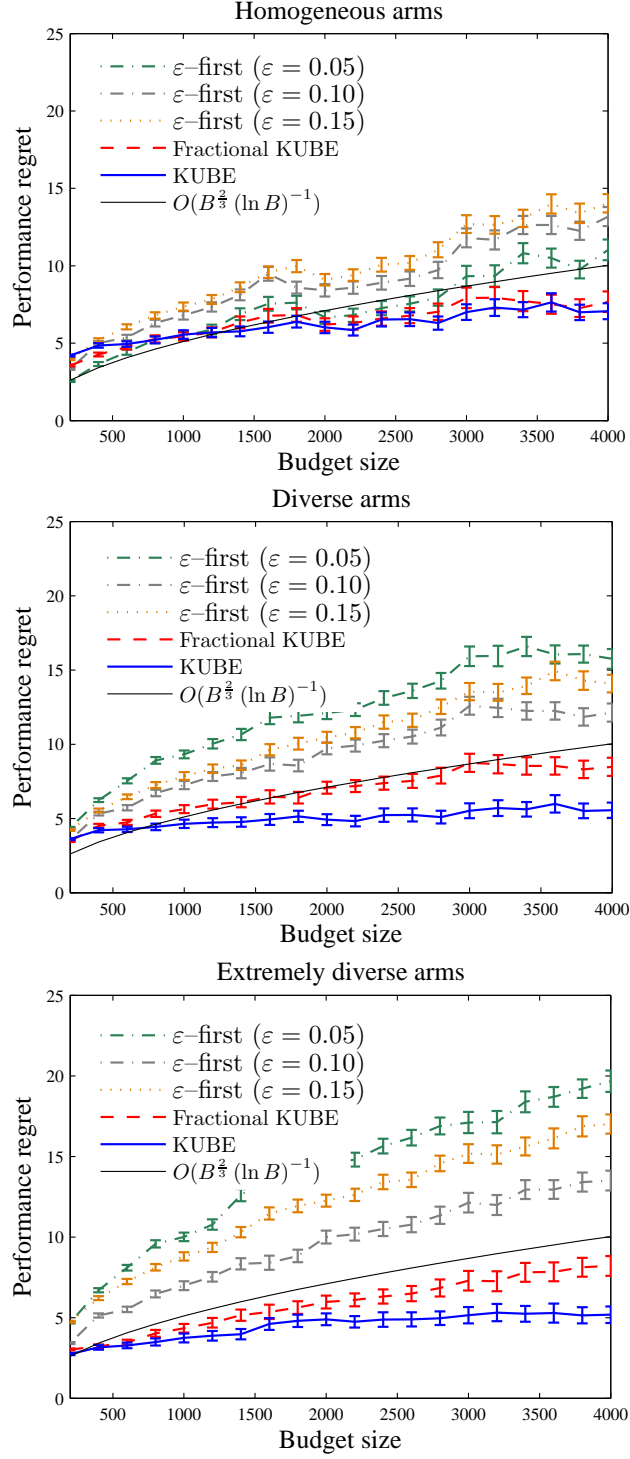 Homogeneous arms
25
20
15
10
5
0
Performance regret
ε–first (ε = 0.05)
ε–first (ε = 0.10)
ε–first (ε = 0.15)
Fractional KUBE
KUBE
O(B^{2/3} (ln B)^{−1})
500 1000 1500 2000 2500 3000 3500 4000
Budget size
Diverse arms
25
20
15
10
5
0
Performance regret
ε–first (ε = 0.05)
ε–first (ε = 0.10)
ε–first (ε = 0.15)
Fractional KUBE
KUBE
O(B^{2/3} (ln B)^{−1})
500 1000 1500 2000 2500 3000 3500 4000
Budget size
Extremely diverse arms
25
20
15
10
5
0
Performance regret
ε–first (ε = 0.05)
ε–first (ε = 0.10)
ε–first (ε = 0.15)
Fractional KUBE
KUBE
O(B^{2/3} (ln B)^{−1})
500 1000 1500 2000 2500 3000 3500 4000
Budget size